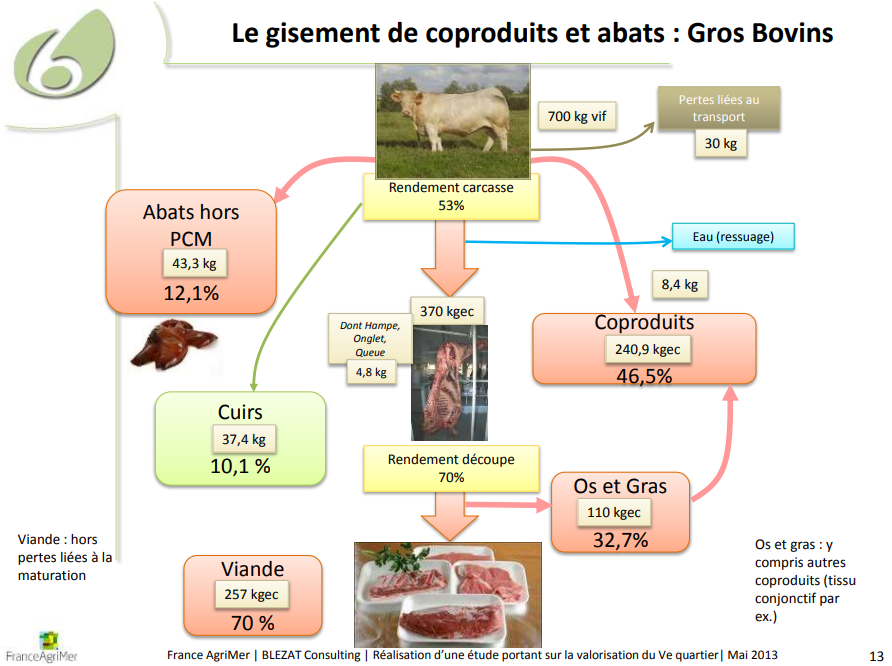 Le gisement de coproduits et abats : Gros Bovins
700 kg vif
Pertes liées au
transport
30 kg
Rendement carcasse
53%
Abats hors
PCM
43,3 kg
12,1%
Eau (ressuage)
8,4 kg
370 kgec
Dont Hampe,
Onglet,
Queue
4,8 kg
Coproduits
240,9 kgec
46,5%
Cuirs
37,4 kg
10,1 %
Rendement découpe
70%
Os et Gras
110 kgec
32,7%
Viande : hors
pertes liées à la
maturation
Viande
257 kgec
70 %
Os et gras : y
compris autres
coproduits (tissu
conjonctif par
ex.)
FranceAgriMer
France AgriMer | BLEZAT Consulting | Réalisation d'une étude portant sur la valorisation du Ve quartier| Mai 2013
13